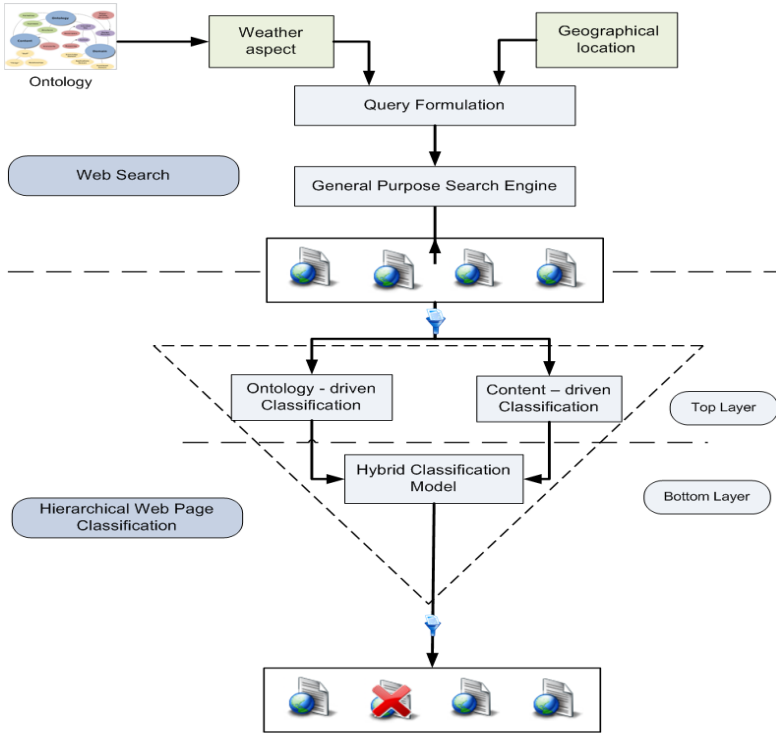 Ontology
Weather
aspect
Geographical
location
Query Formulation
Web Search
General Purpose Search Engine
Ontology - driven
Classification
Content – driven
Classification
Top Layer
Hybrid Classification
Model
Bottom Layer
Hierarchical Web Page
Classification